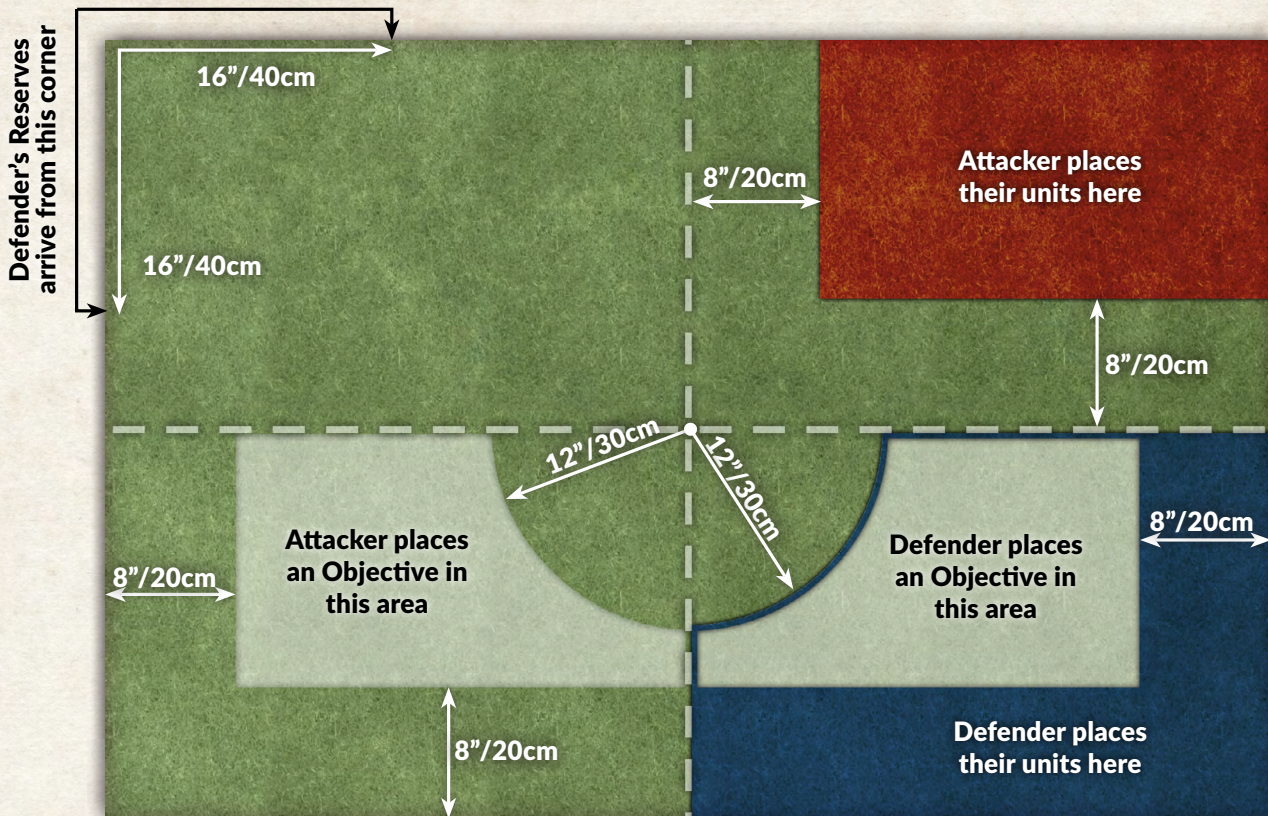 Defender’s Reserves
arrive from this corner
16”/40cm
16”/40cm
8”/20cm
Attacker places
their units here
8”/20cm
12”/30cm
12”/30cm
Attacker places
an Objective in
this area
8”/20cm
8”/20cm
Defender places
an Objective in
this area
8”/20cm
Defender places
their units here